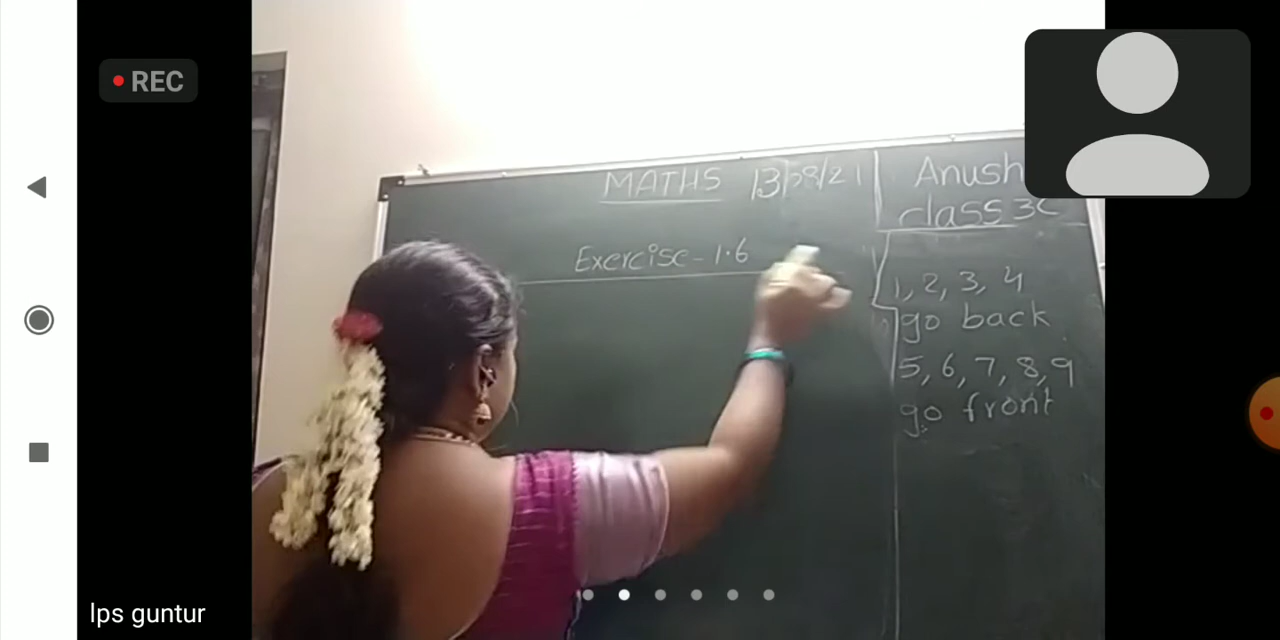 REC
MATHS 13/08/21
Anush
class 3C
Exercise - 1.6
1, 2, 3, 4
go back
5, 6, 7, 8, 9
go front
lps guntur